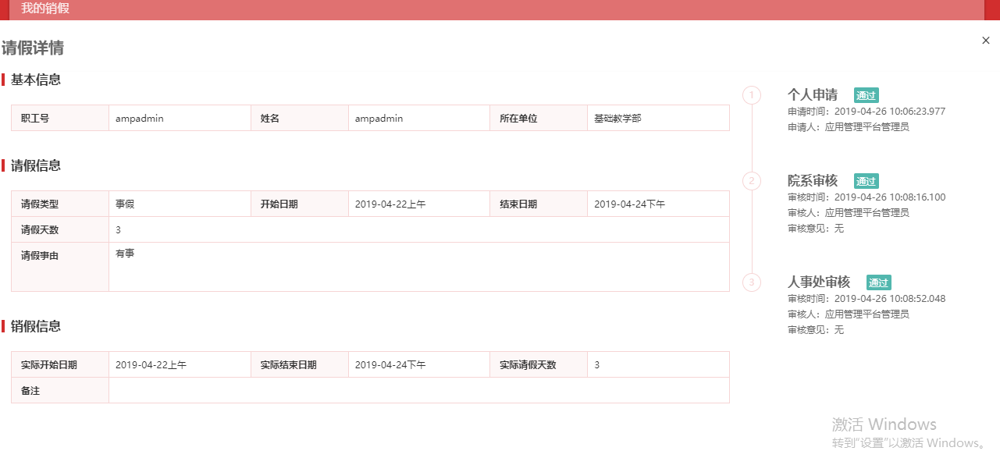 我的销假
请假详情
×
基本信息
职工号 ampadmin 姓名 ampadmin 所在单位 基础教学部
请假信息
请假类型 事假 开始日期 2019-04-22上午 结束日期 2019-04-24下午
请假天数 3
请假事由 有事
销假信息
实际开始日期 2019-04-22上午 实际结束日期 2019-04-24下午 实际请假天数 3
备注
1 个人申请 通过
申请时间：2019-04-26 10:06:23.977
申请人：应用管理平台管理员
2 院系审核 通过
审核时间：2019-04-26 10:08:16.100
审核人：应用管理平台管理员
审核意见：无
3 人事处审核 通过
审核时间：2019-04-26 10:08:52.048
审核人：应用管理平台管理员
审核意见：无
激活 Windows
转到"设置"以激活 Windows。